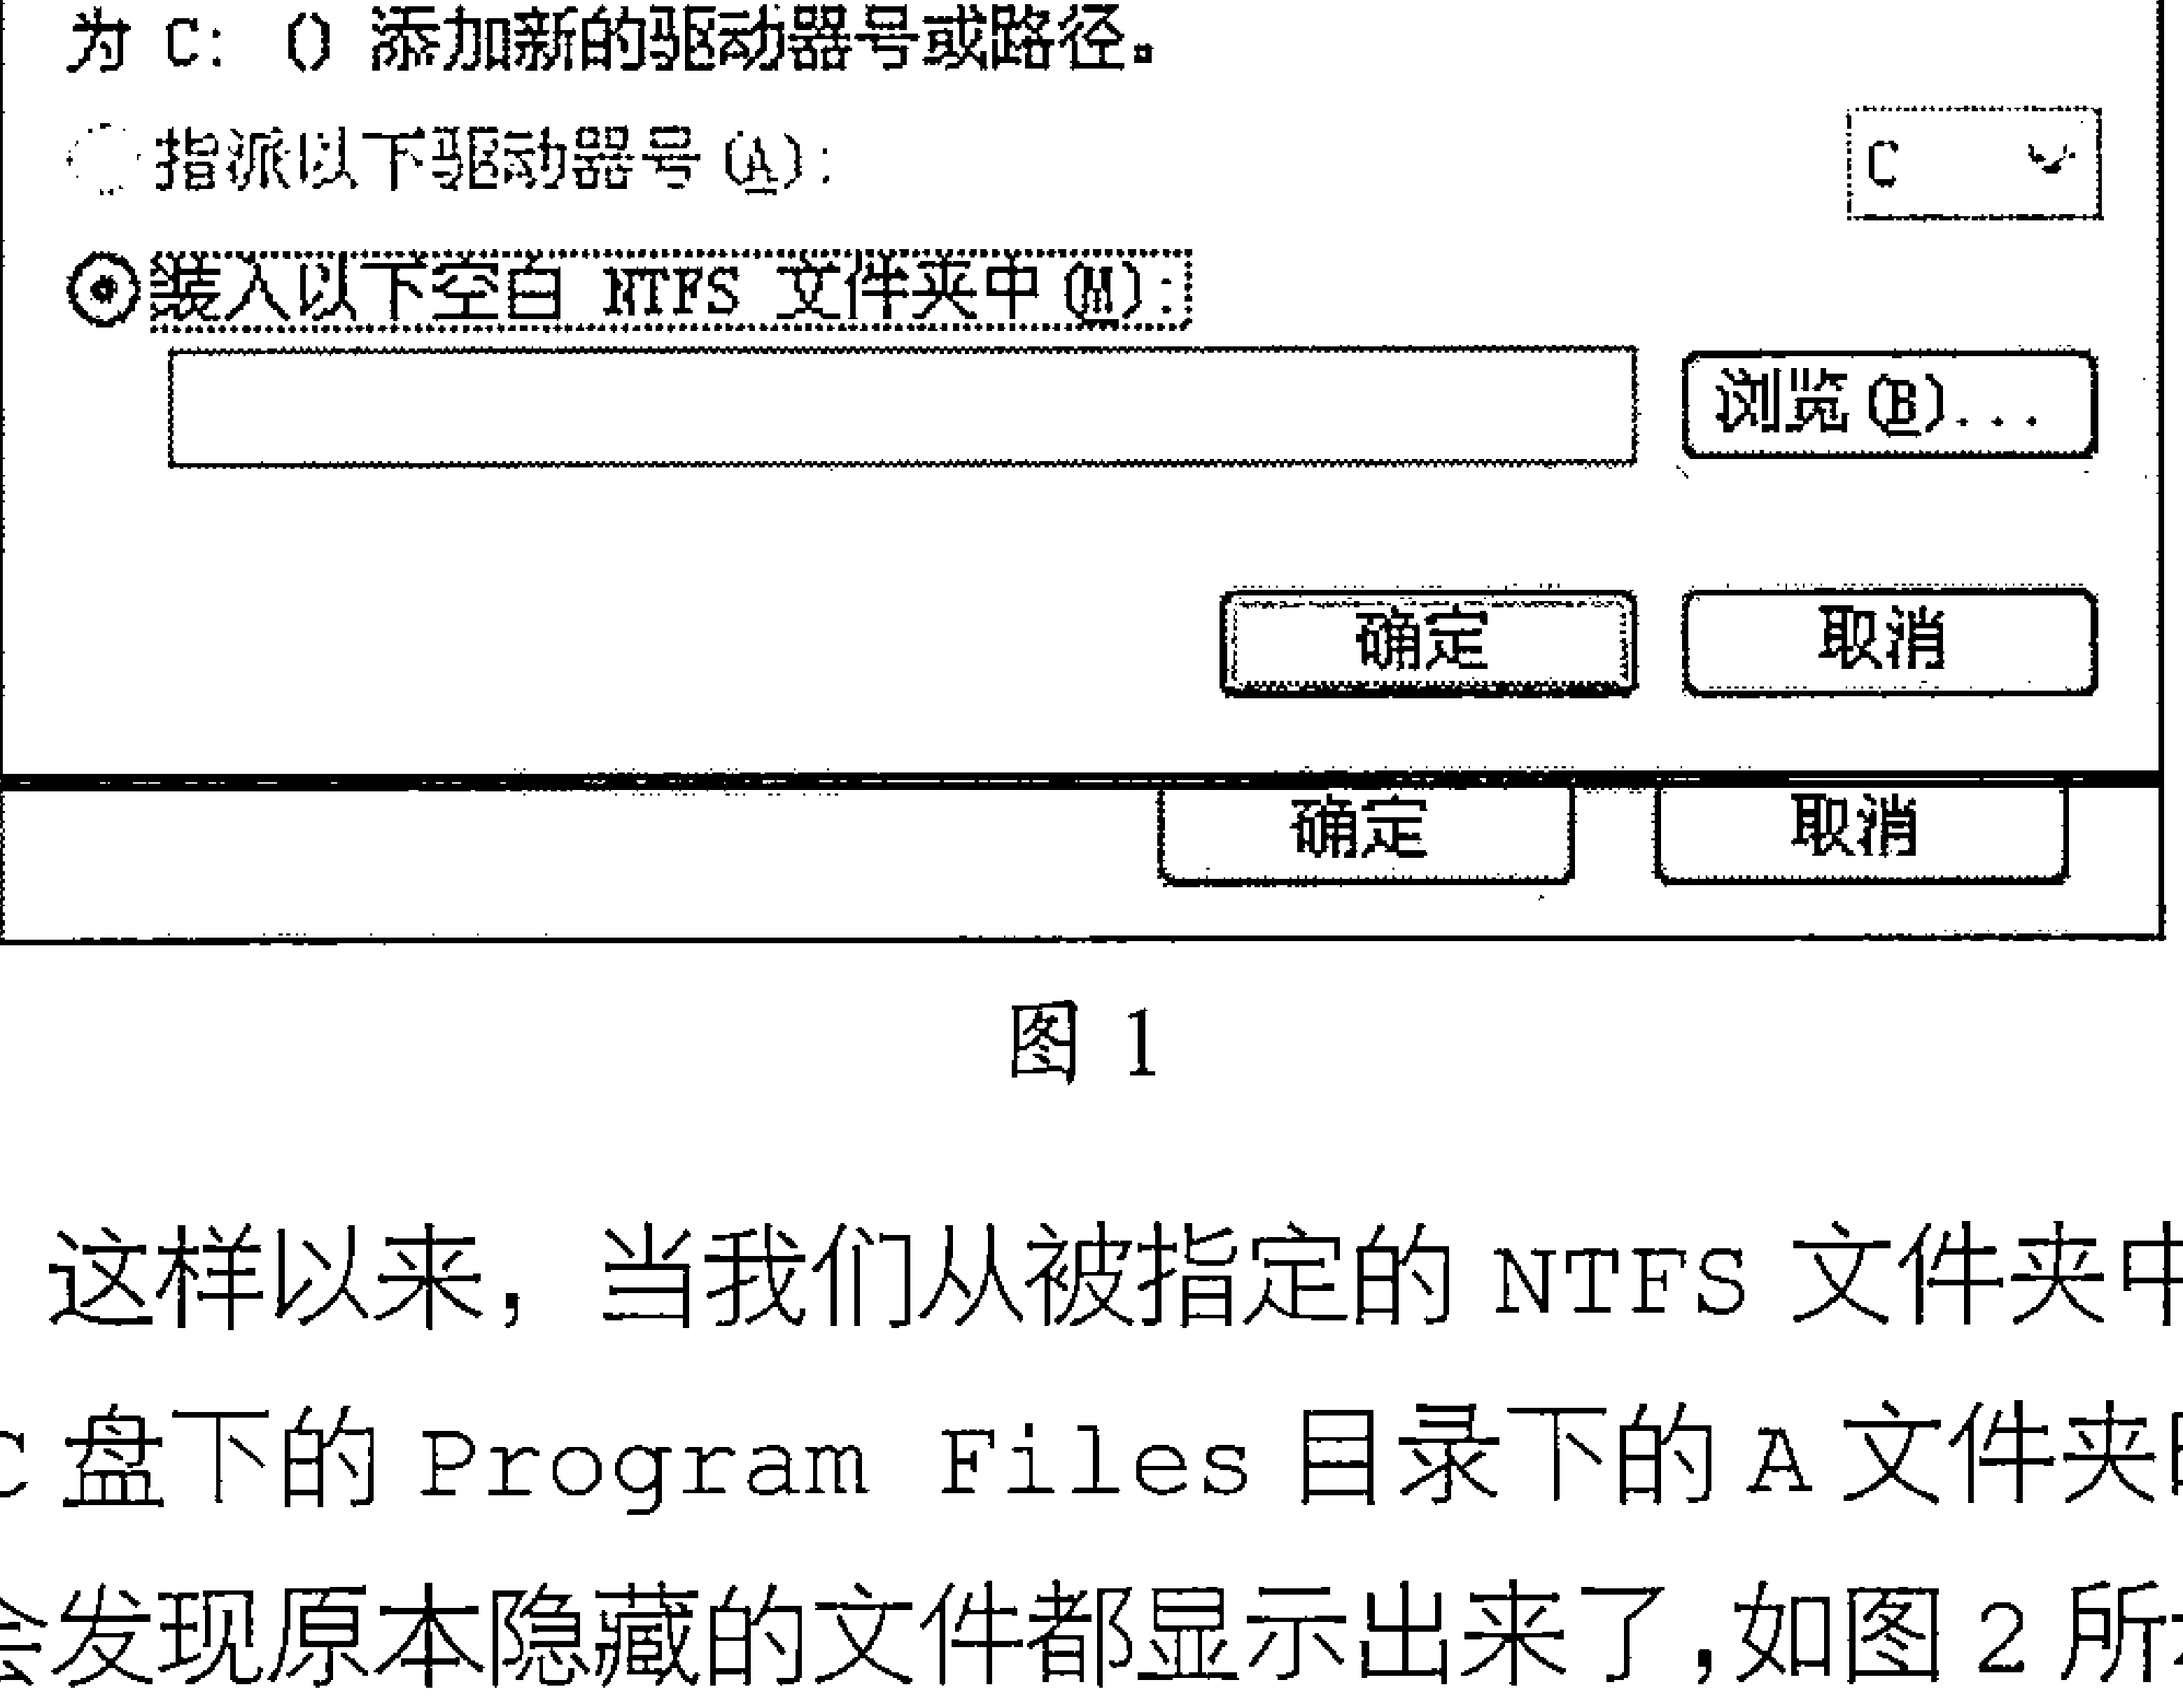 为 C: () 添加新的驱动器号或路径。
指派以下驱动器号(A): C
装入以下空白 NTFS 文件夹中(M):
浏览(B)...
确定 取消
确定 取消
图 1
这样以来，当我们从被指定的 NTFS 文件夹中
C 盘下的 Program Files 目录下的 A 文件夹
会发现原本隐藏的文件都显示出来了,如图 2 所